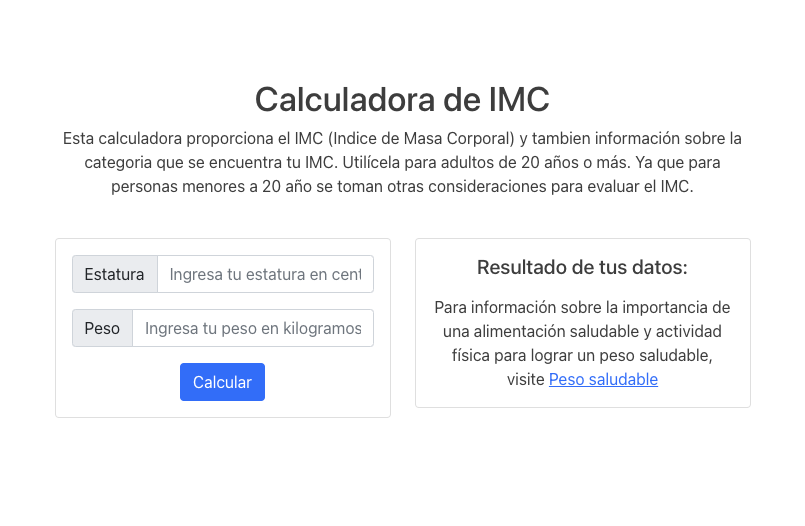 Calculadora de IMC
Esta calculadora proporciona el IMC (Indice de Masa Corporal) y tambien información sobre la
categoria que se encuentra tu IMC. Utilícela para adultos de 20 años o más. Ya que para
personas menores a 20 año se toman otras consideraciones para evaluar el IMC.
Estatura Ingresa tu estatura en cent
Peso Ingresa tu peso en kilogramos
Calcular
Resultado de tus datos:
Para información sobre la importancia de
una alimentación saludable y actividad
física para lograr un peso saludable,
visite Peso saludable